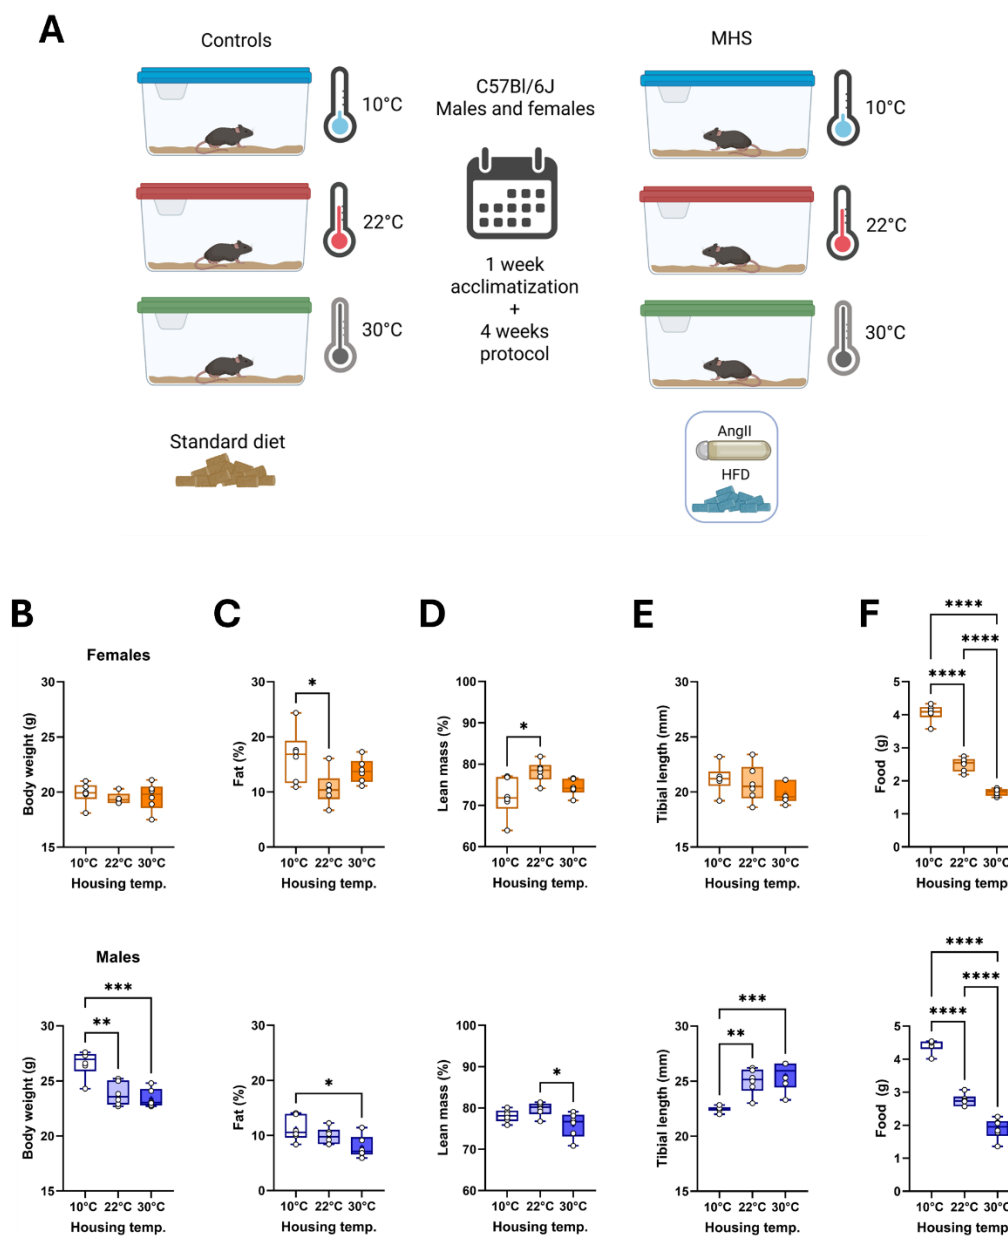 A
Controls
MHS
10°C
22°C
30°C
C57Bl/6J
Males and females
1 week
acclimatization
+
4 weeks
protocol
10°C
22°C
30°C
Standard diet
AngII
HFD
B
C
D
E
F
Females
Body weight (g)
30
25
20
15
10°C 22°C 30°C
Housing temp.
Fat (%)
30
20
10
0
*
10°C 22°C 30°C
Housing temp.
Lean mass (%)
100
90
80
70
60
*
10°C 22°C 30°C
Housing temp.
Tibial length (mm)
30
25
20
15
10°C 22°C 30°C
Housing temp.
Food (g)
5
4
3
2
1
0
****
****
****
10°C 22°C 30°C
Housing temp.
Males
Body weight (g)
30
25
20
15
***
**
10°C 22°C 30°C
Housing temp.
Fat (%)
30
20
10
0
*
10°C 22°C 30°C
Housing temp.
Lean mass (%)
100
90
80
70
60
*
10°C 22°C 30°C
Housing temp.
Tibial length (mm)
30
25
20
15
***
**
10°C 22°C 30°C
Housing temp.
Food (g)
5
4
3
2
1
0
****
****
****
10°C 22°C 30°C
Housing temp.